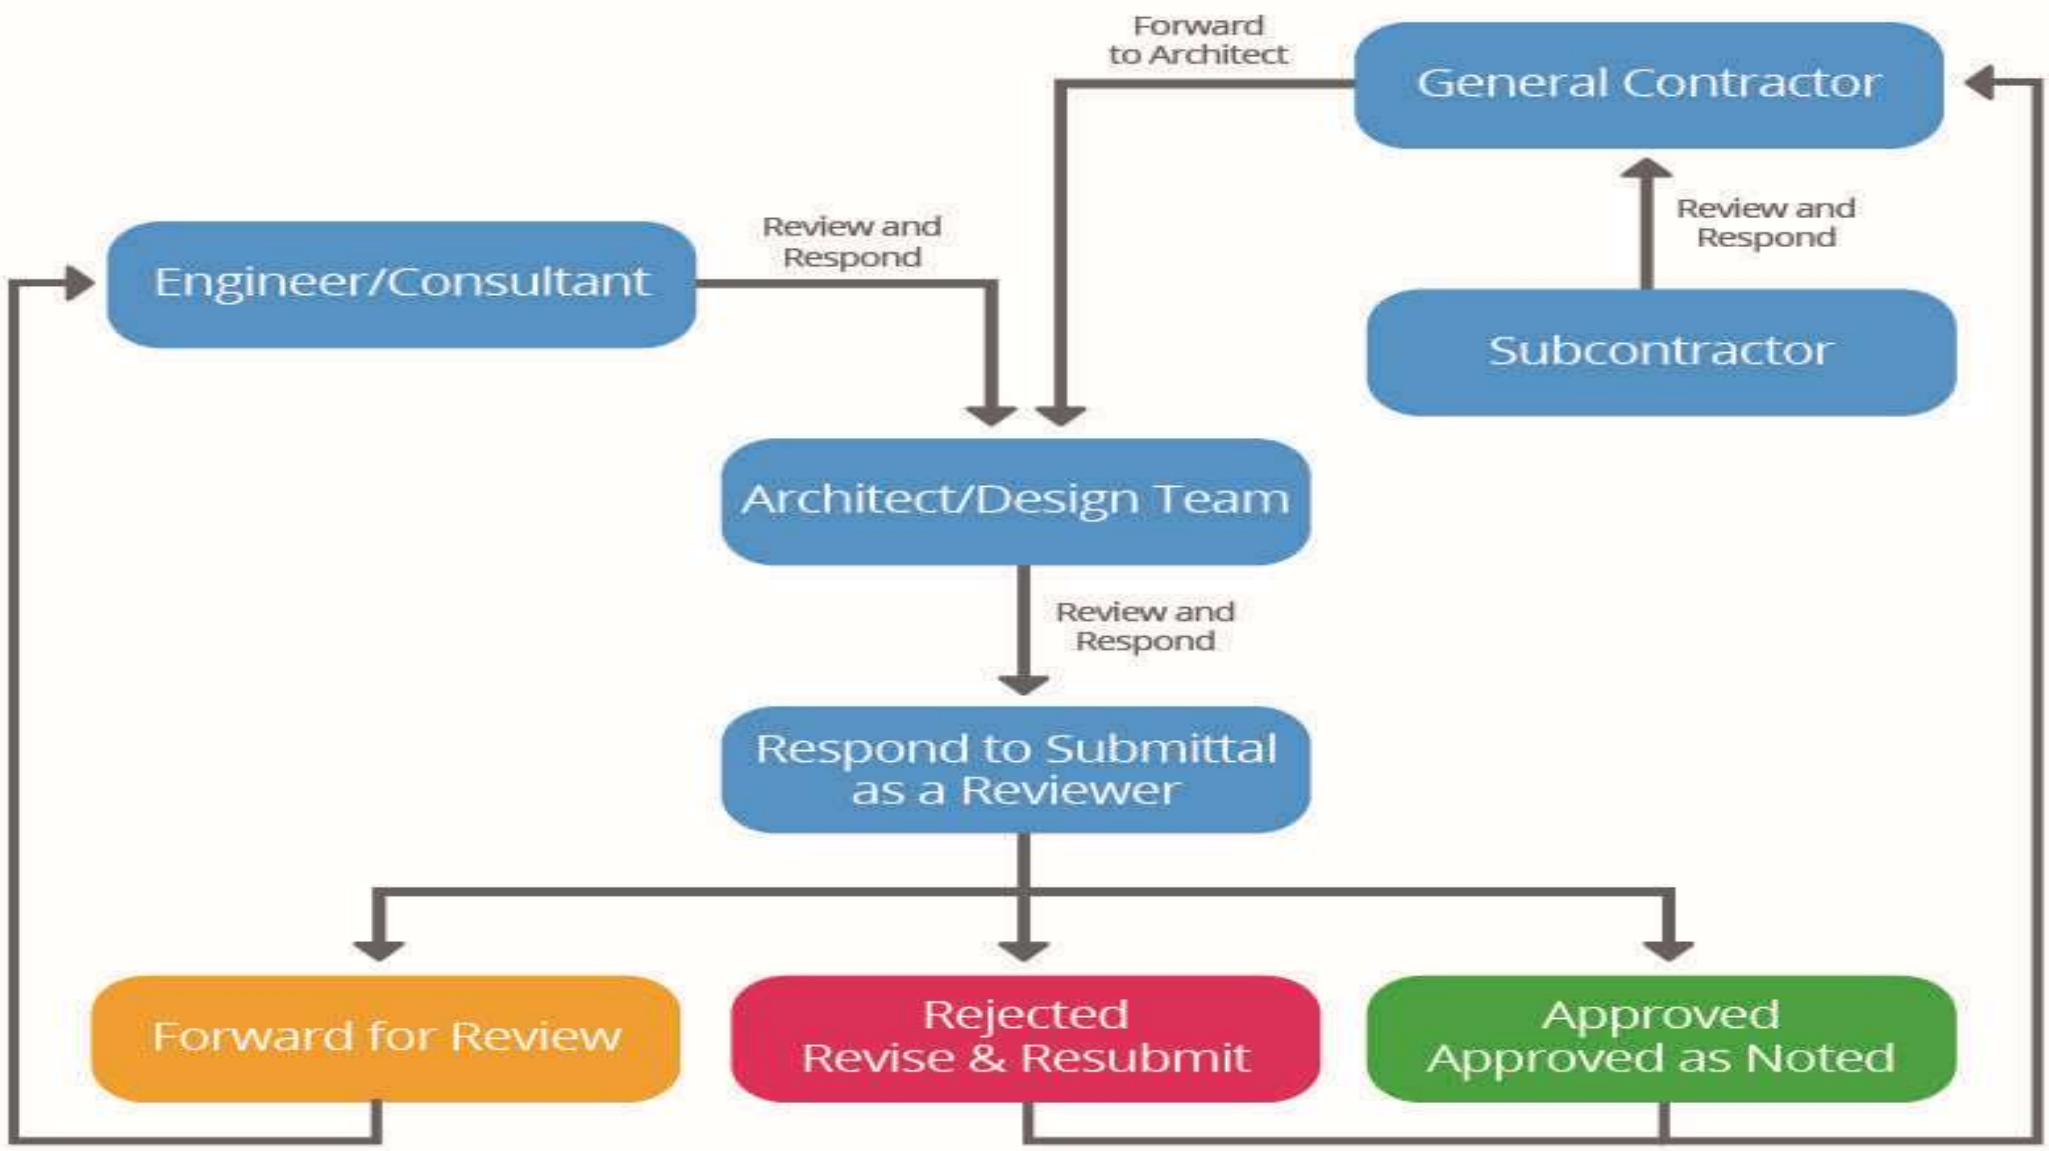 Forward
to Architect
General Contractor
Review and
Respond
Engineer/Consultant
Review and
Respond
Subcontractor
Architect/Design Team
Review and
Respond
Respond to Submittal
as a Reviewer
Forward for Review
Rejected
Revise & Resubmit
Approved
Approved as Noted